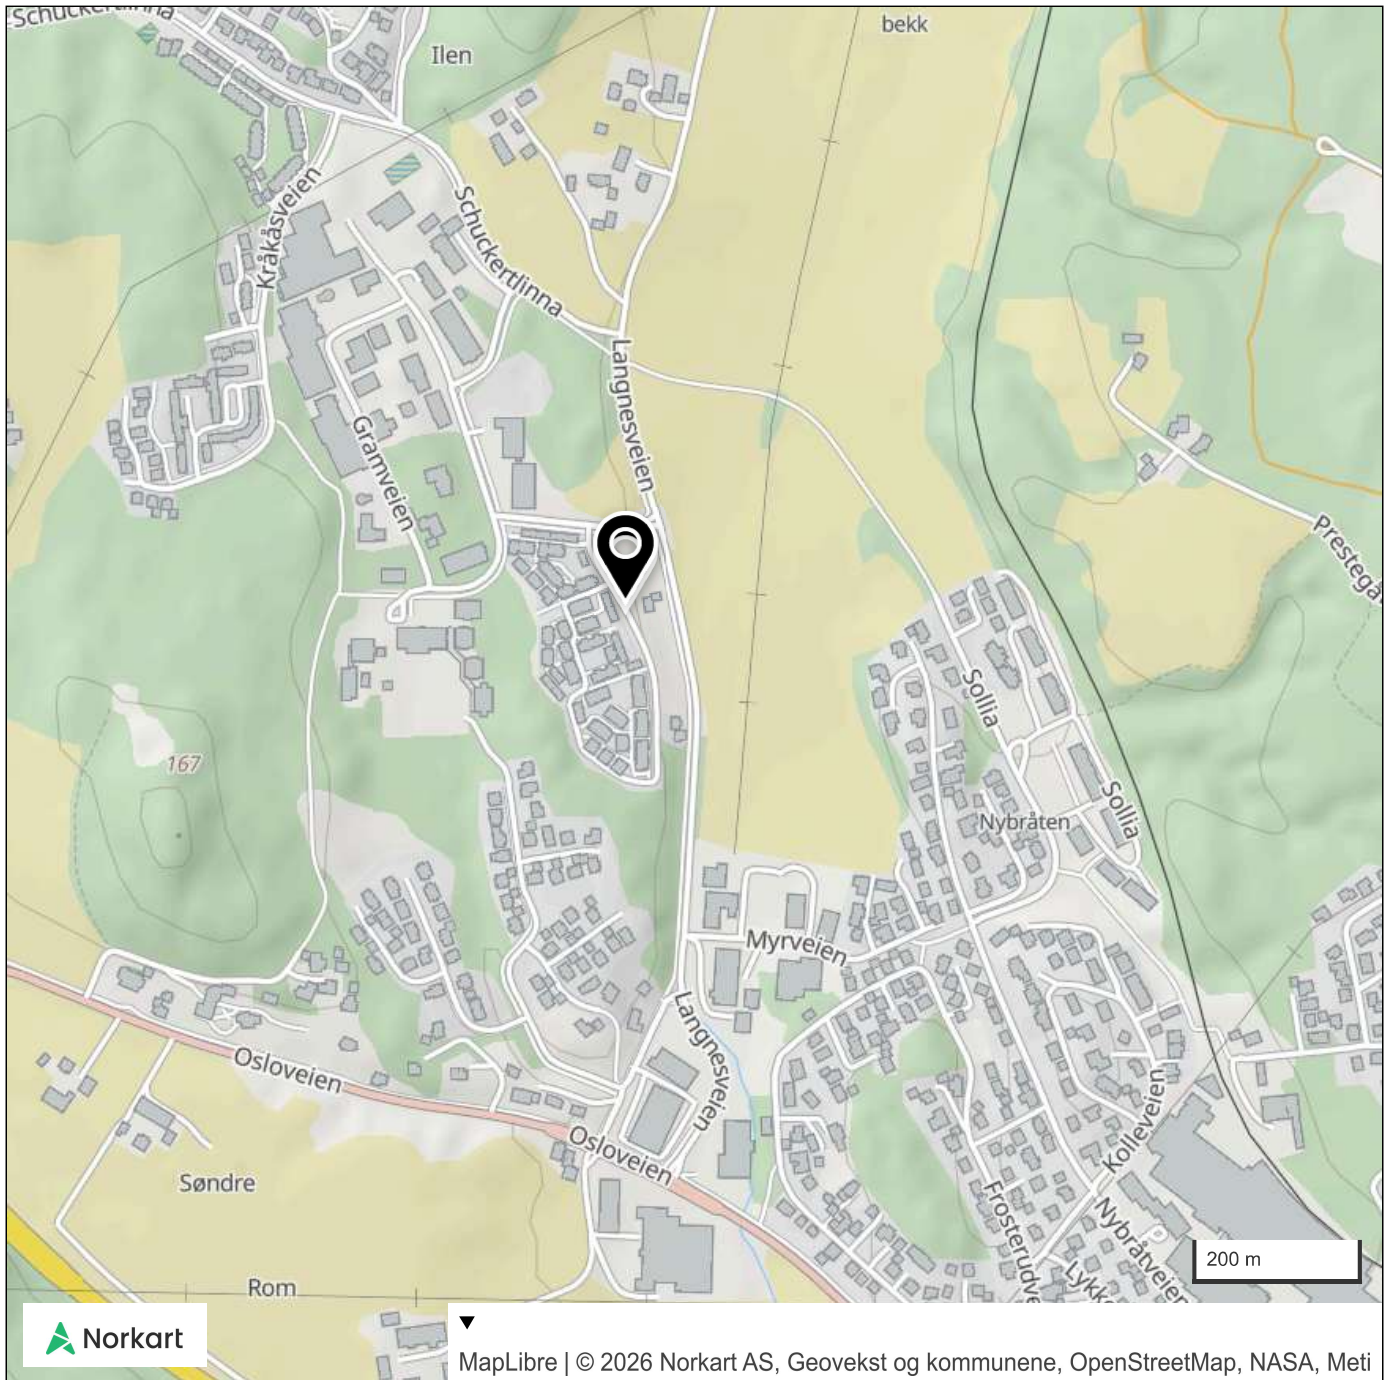 Schuckertlinna
Ilen
bekk
Kråkåsveien
Schuckertlinna
Langnesveien
Gramveien
Prestegå
Sollia
167
Sollia
Nybråten
Myrveien
Langnesveien
Osloveien
Osloveien
Kolleveien
Søndre
Frosterudve
Nybråtveien
Lykke
Rom
200 m
Norkart
MapLibre | © 2026 Norkart AS, Geovekst og kommunene, OpenStreetMap, NASA, Meti